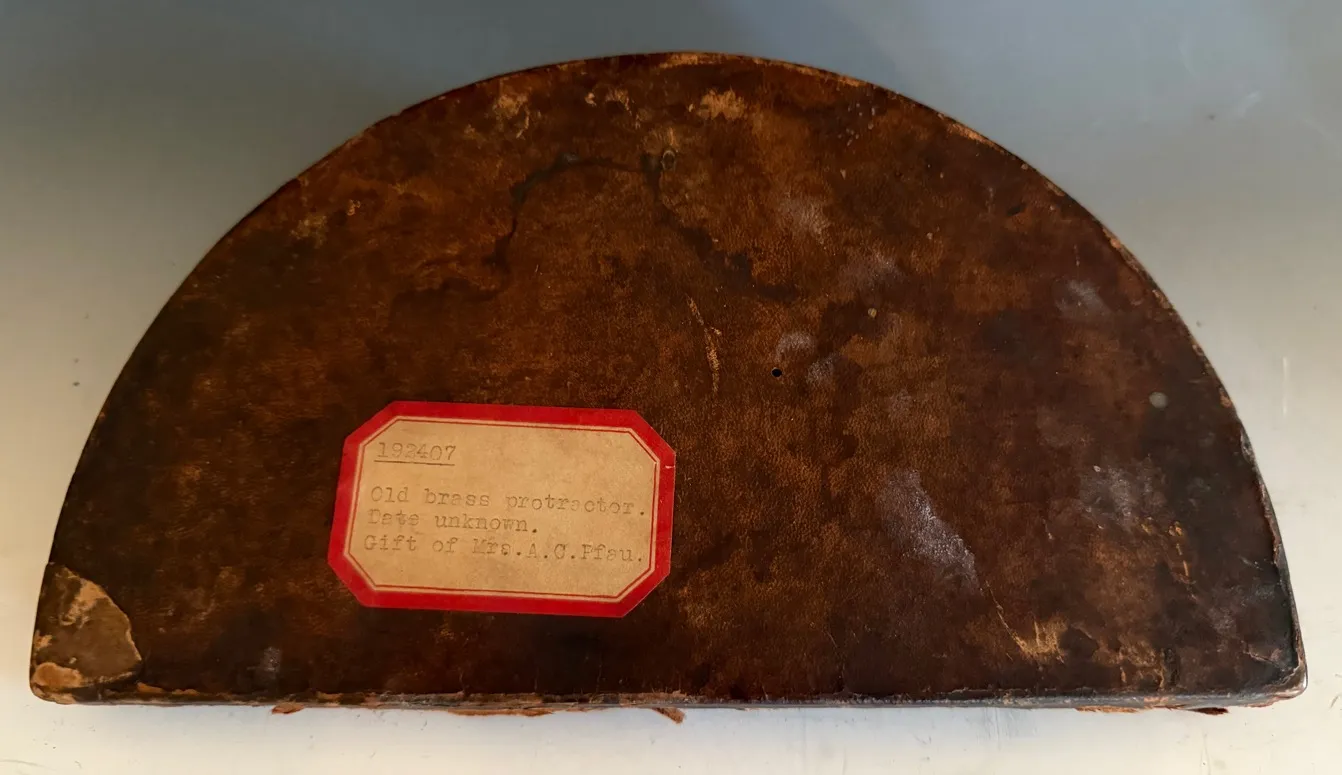 192407
Old brass protractor.
Date unknown.
Gift of Mrs.A.C.Pfau.